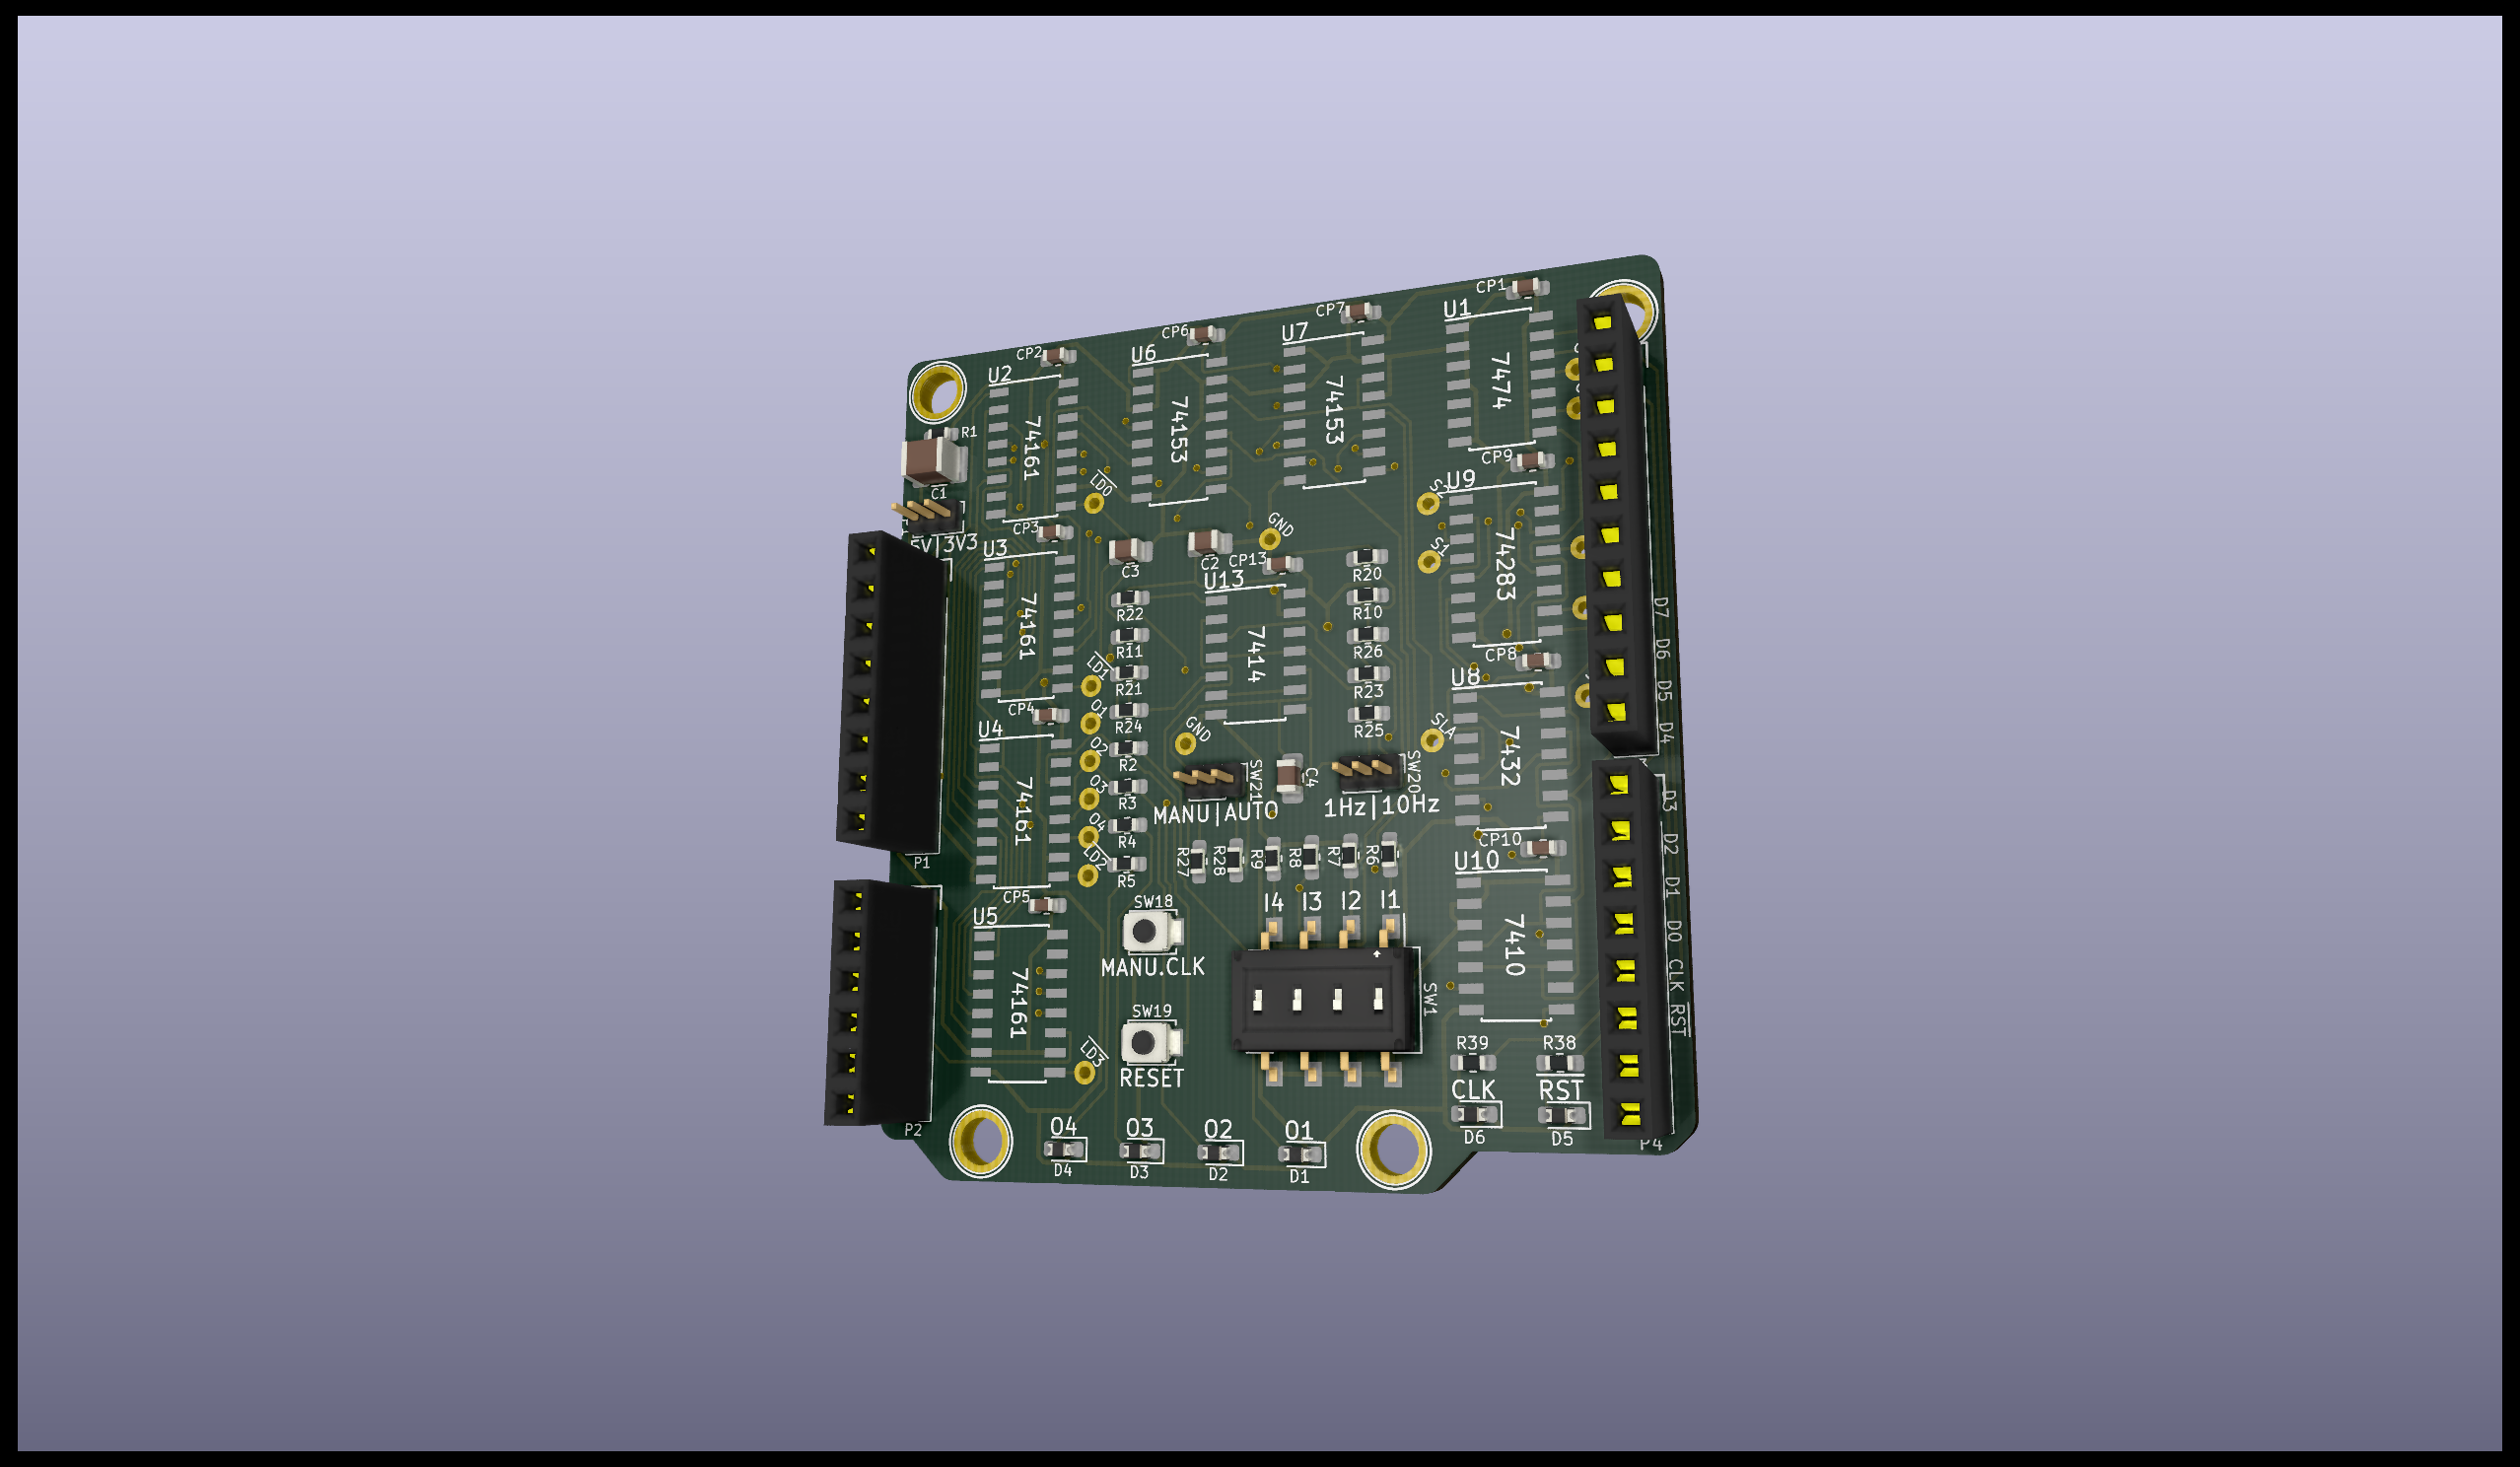 CP1
CP7
U1
CP6
U7
CP2
U6
U2
7474
74153
74153
74161
R1
C1
LD0
CP9
U9
S1
GND
5V|3V3
CP3
U3
C3
C2
CP13
U13
R20
74283
R22
R10
74161
R11
7414
R26
D7
D6
CP8
U8
LD1
R21
R23
D5
CP4
O1
R24
GND
R25
SLA
D4
U4
O2
R2
7432
SW21
C4
SW20
O3
R3
MANU|AUTO
1Hz|10Hz
D3
74161
O4
R4
CP10
D2
P1
LD2
R5
R27
R28
R9
R8
R7
R6
U10
D1
CP5
SW18
I4
I3
I2
I1
U5
D0
7410
MANU.CLK
CLK
74161
SW1
SW19
RST
LD3
RESET
R39
R38
CLK
RST
P2
O4
O3
O2
O1
D6
D5
P4
D4
D3
D2
D1